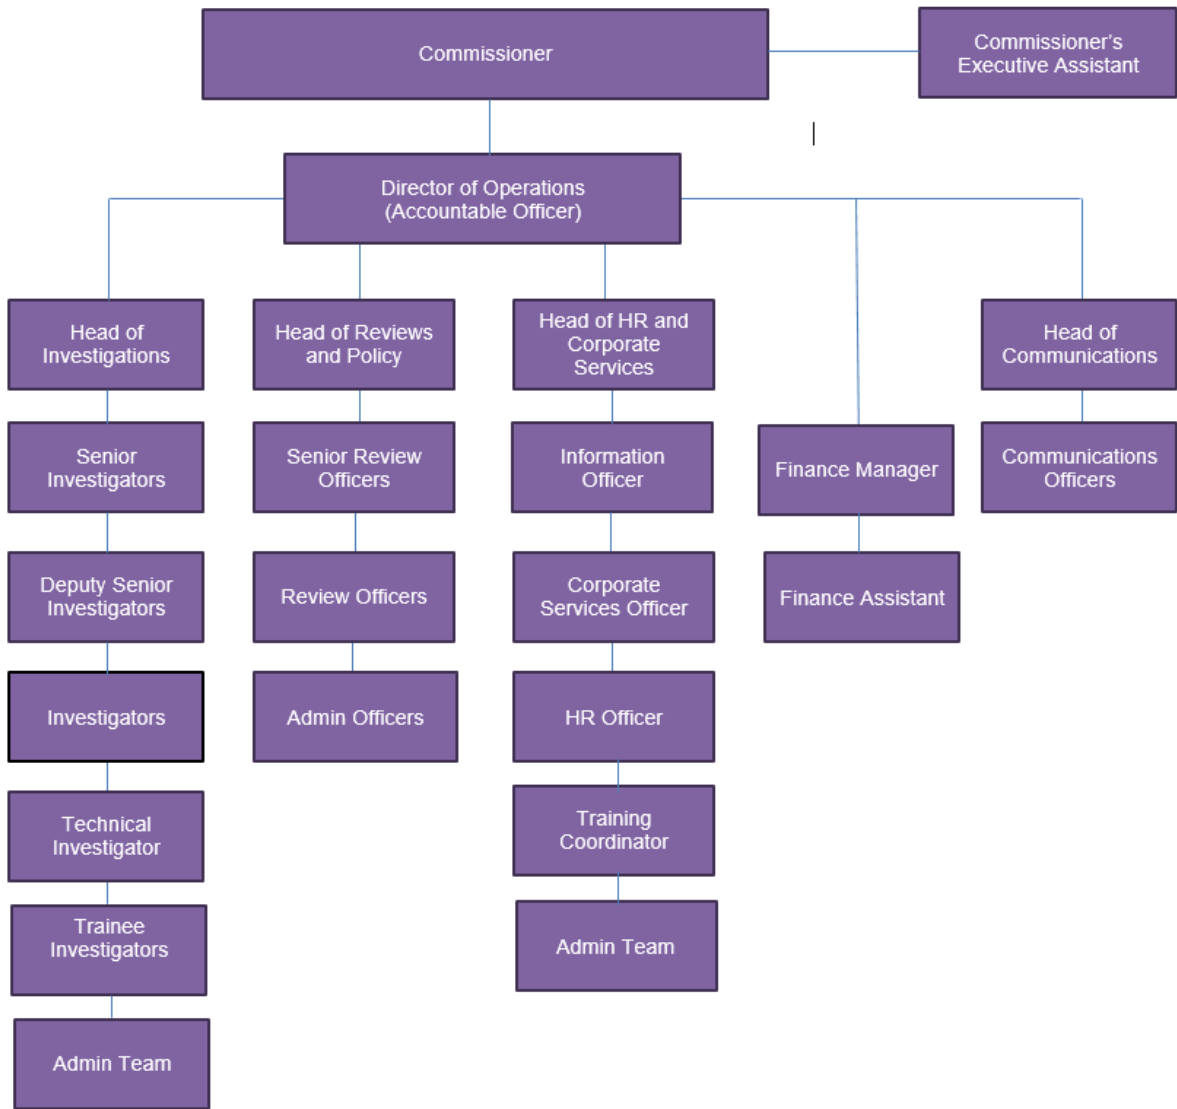 Commissioner
Commissioner’s
Executive Assistant
Director of Operations
(Accountable Officer)
Head of
Investigations
Head of Reviews
and Policy
Head of HR and
Corporate
Services
Head of
Communications
Senior
Investigators
Senior Review
Officers
Information
Officer
Finance Manager
Communications
Officers
Deputy Senior
Investigators
Review Officers
Corporate
Services Officer
Finance Assistant
Investigators
Admin Officers
HR Officer
Technical
Investigator
Training
Coordinator
Trainee
Investigators
Admin Team
Admin Team